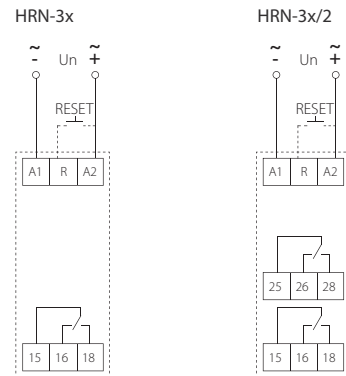 HRN-3x
HRN-3x/2
~ ~
- Un +
~ ~
- Un +
RESET
RESET
A1 R A2
A1 R A2
25 26 28
15 16 18
15 16 18